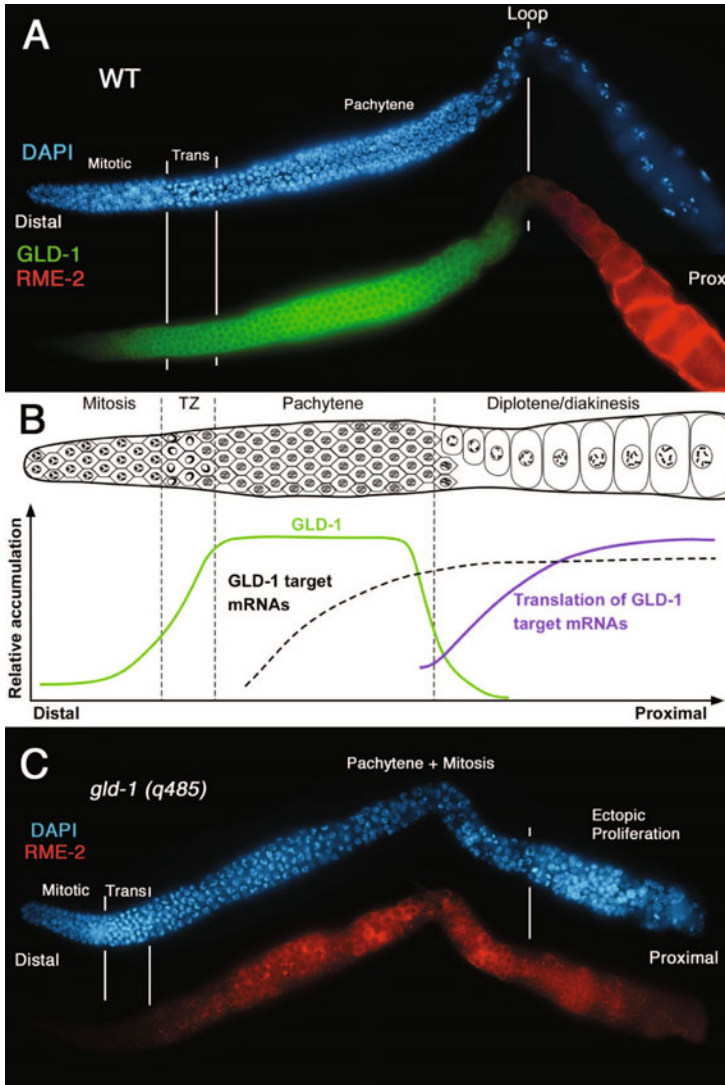 A
WT
Loop
Pachytene
DAPI
Mitotic
Trans
Distal
GLD-1
RME-2
Prox
B
Mitosis
TZ
Pachytene
Diplotene/diakinesis
Relative accumulation
GLD-1
GLD-1 target
mRNAs
Translation of GLD-1
target mRNAs
Distal
Proximal
C
gld-1 (q485)
Pachytene + Mitosis
DAPI
RME-2
Ectopic
Proliferation
Mitotic
Trans
Distal
Proximal